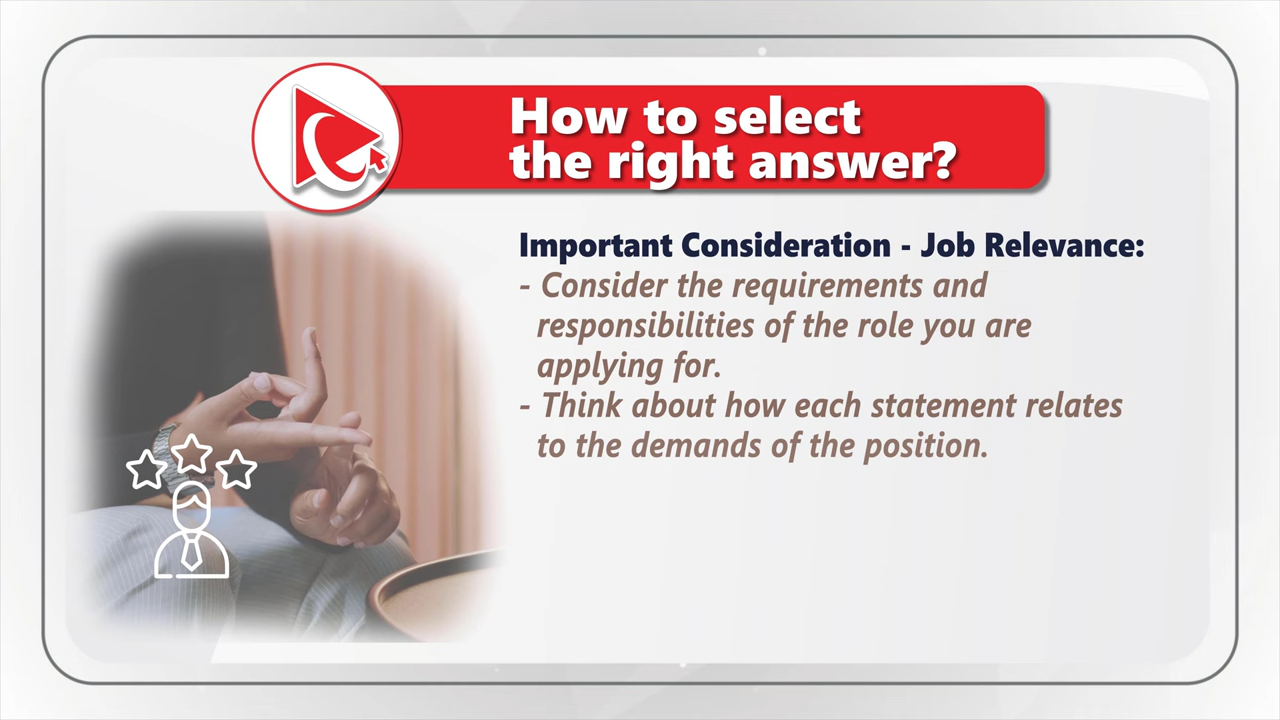 How to select
the right answer?
Important Consideration - Job Relevance:
- Consider the requirements and
responsibilities of the role you are
applying for.
- Think about how each statement relates
to the demands of the position.